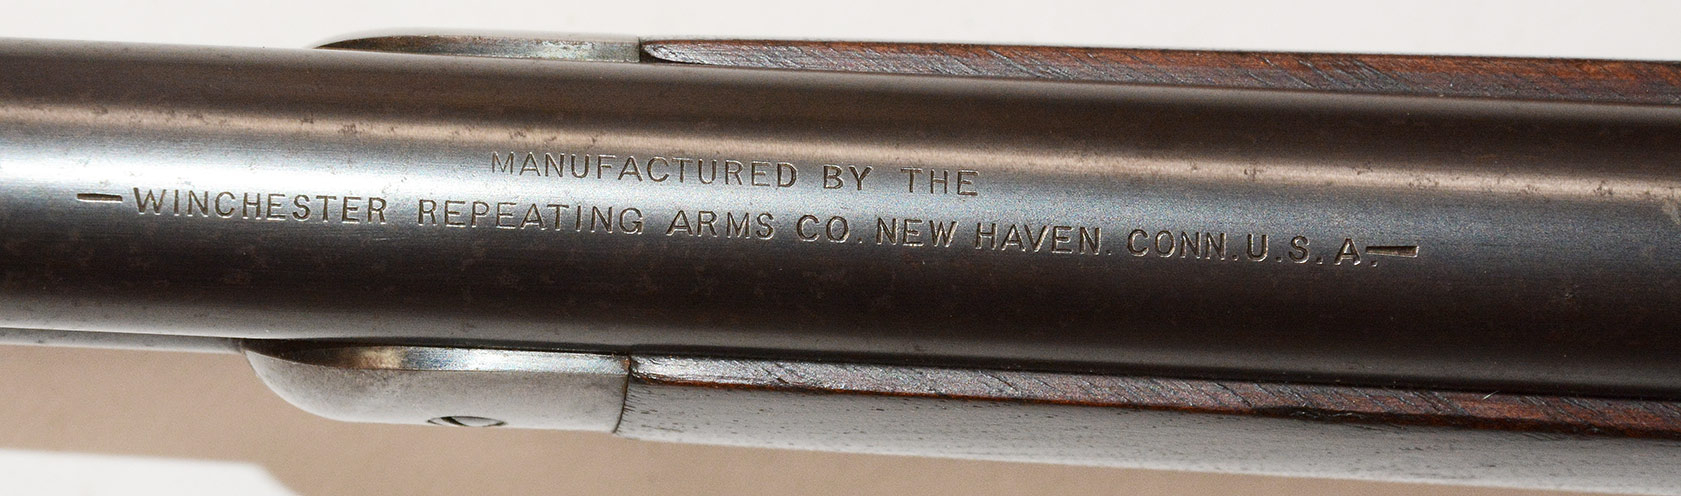 MANUFACTURED BY THE
—WINCHESTER REPEATING ARMS CO. NEW HAVEN. CONN. U.S.A.—